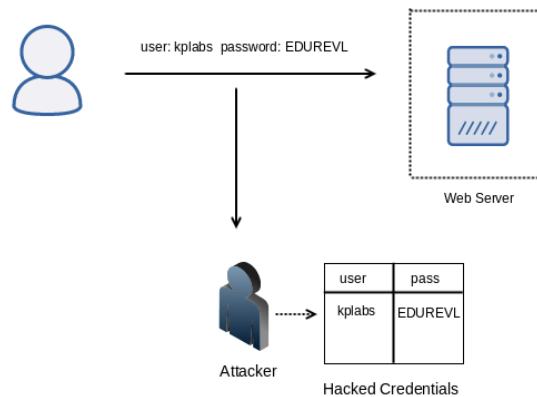 user: kplabs password: EDUREVL
Web Server
user pass
kplabs EDUREVL
Attacker
Hacked Credentials